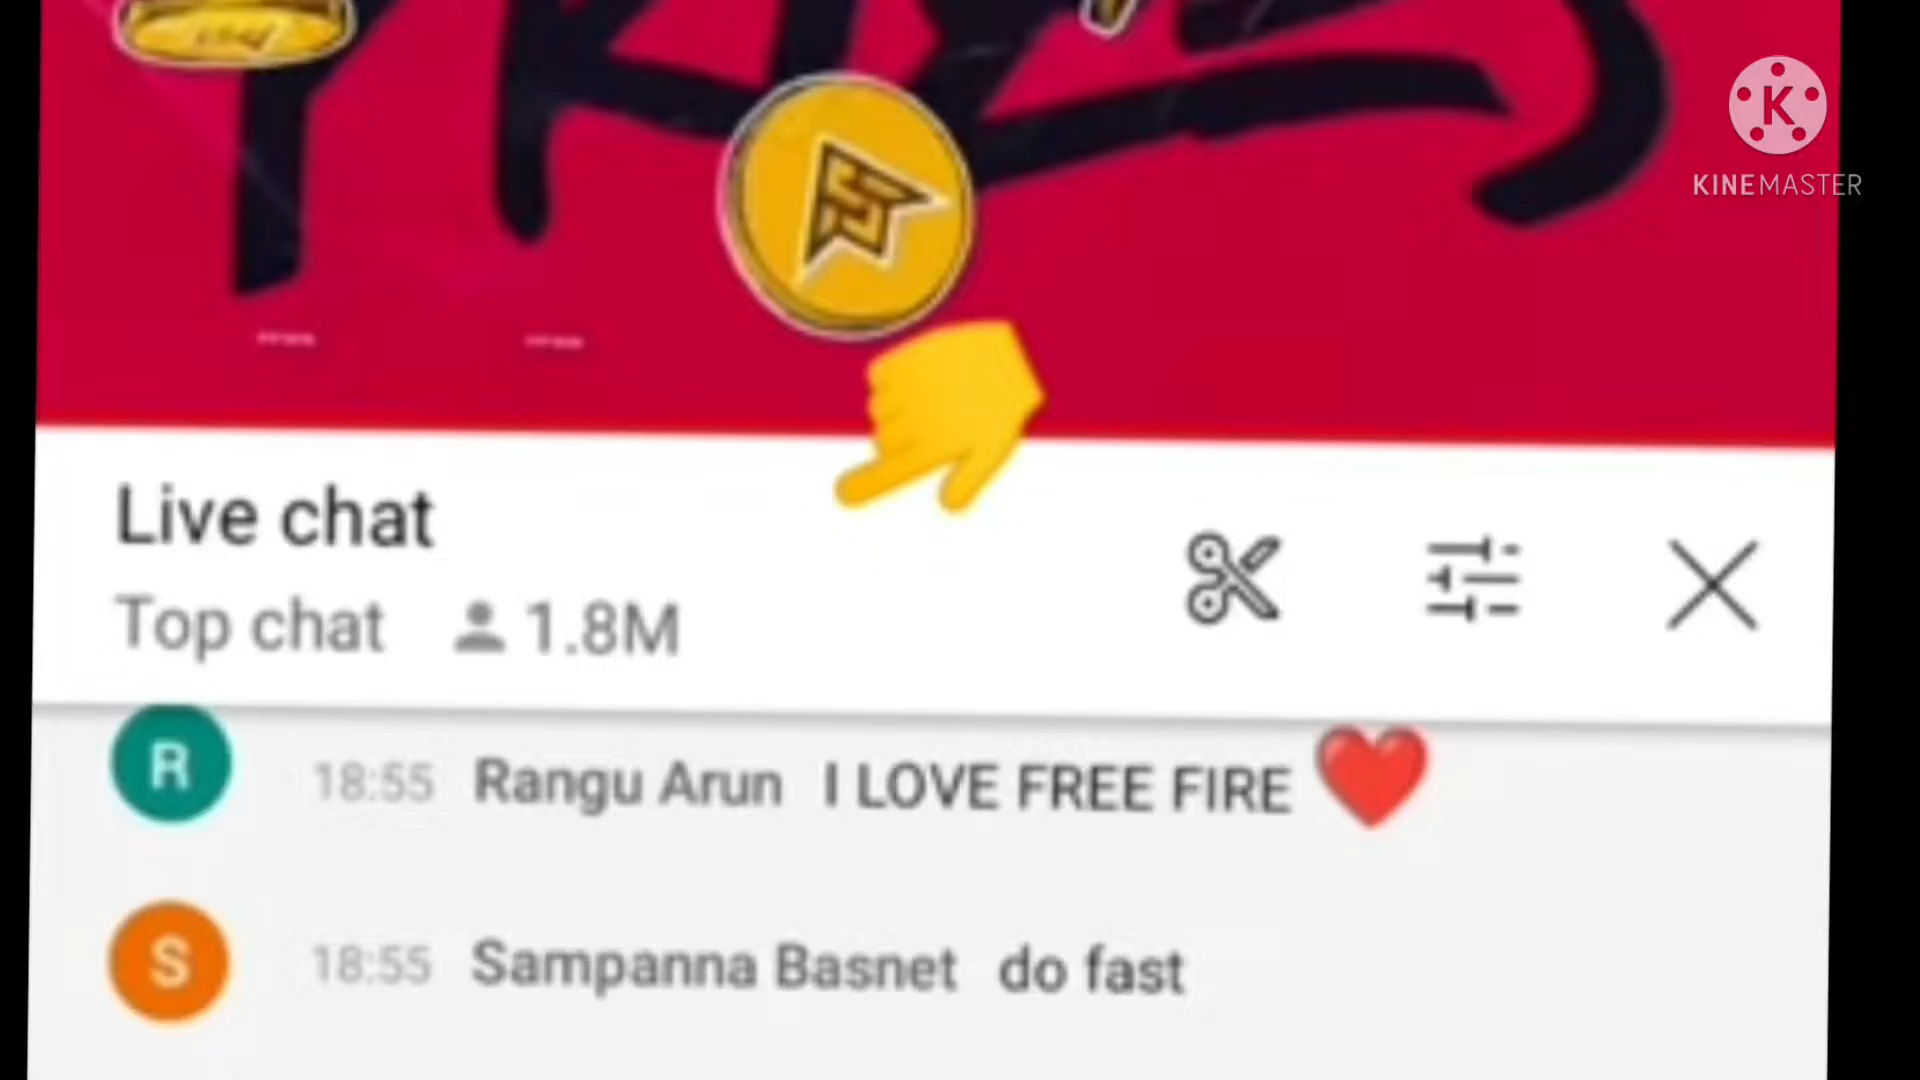 K
KINEMASTER
Live chat
Top chat 1.8M
R 18:55 Rangu Arun I LOVE FREE FIRE
S 18:55 Sampanna Basnet do fast